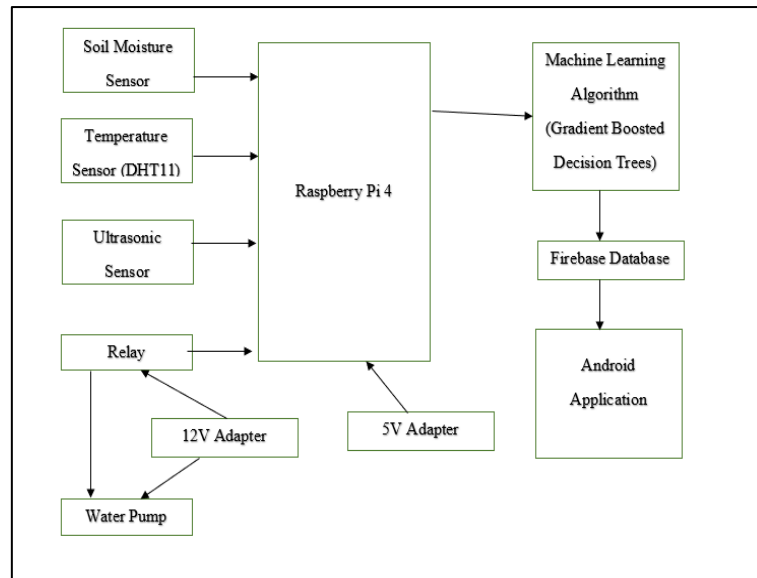 Soil Moisture
Sensor
Temperature
Sensor (DHT11)
Ultrasonic
Sensor
Relay
12V Adapter
Water Pump
Raspberry Pi 4
5V Adapter
Machine Learning
Algorithm
(Gradient Boosted
Decision Trees)
Firebase Database
Android
Application